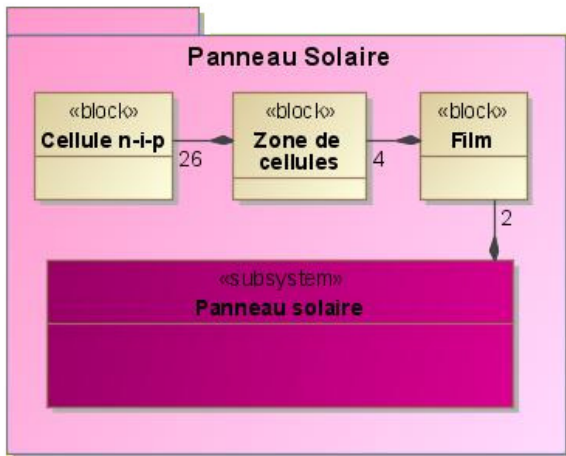 Panneau Solaire
«block»
Cellule n-i-p
26
«block»
Zone de
cellules
4
«block»
Film
2
«subsystem»
Panneau solaire